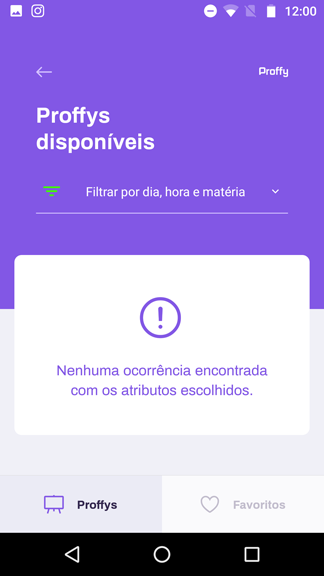 12:00
Proffy
Proffys
disponíveis
Filtrar por dia, hora e matéria
Nenhuma ocorrência encontrada
com os atributos escolhidos.
Proffys
Favoritos